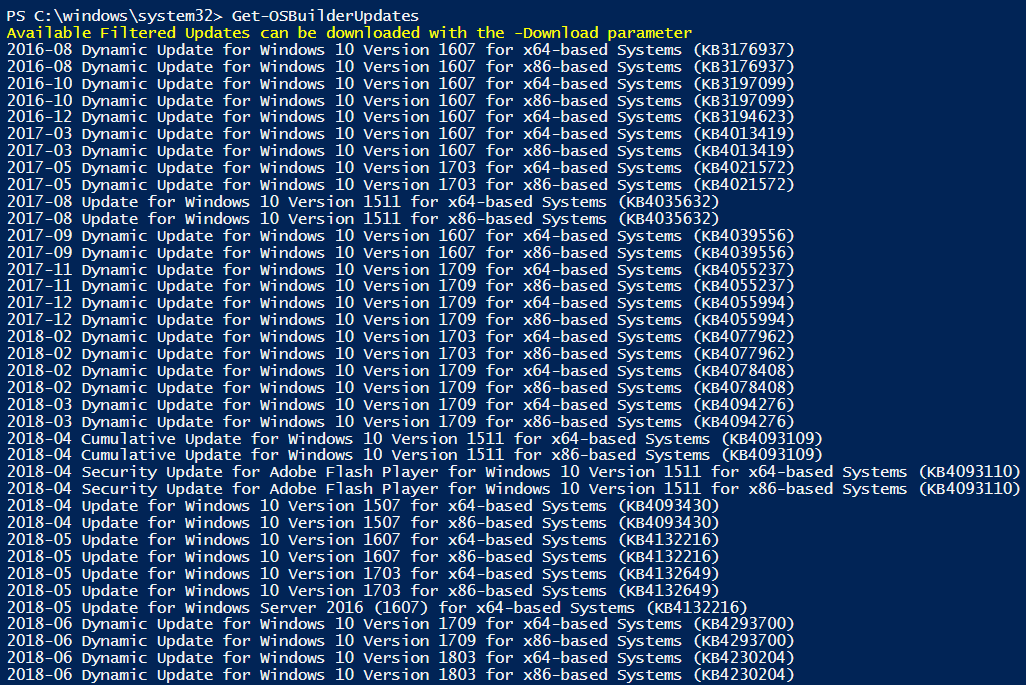 PS C:\windows\system32> Get-OSBuilderUpdates
Available Filtered Updates can be downloaded with the -Download parameter
2016-08 Dynamic Update for Windows 10 Version 1607 for x64-based Systems (KB3176937)
2016-08 Dynamic Update for Windows 10 Version 1607 for x86-based Systems (KB3176937)
2016-10 Dynamic Update for Windows 10 Version 1607 for x64-based Systems (KB3197099)
2016-10 Dynamic Update for Windows 10 Version 1607 for x86-based Systems (KB3197099)
2016-12 Dynamic Update for Windows 10 Version 1607 for x64-based Systems (KB3194623)
2017-03 Dynamic Update for Windows 10 Version 1607 for x64-based Systems (KB4013419)
2017-03 Dynamic Update for Windows 10 Version 1607 for x86-based Systems (KB4013419)
2017-05 Dynamic Update for Windows 10 Version 1703 for x64-based Systems (KB4021572)
2017-05 Dynamic Update for Windows 10 Version 1703 for x86-based Systems (KB4021572)
2017-08 Update for Windows 10 Version 1511 for x64-based Systems (KB4035632)
2017-08 Update for Windows 10 Version 1511 for x86-based Systems (KB4035632)
2017-09 Dynamic Update for Windows 10 Version 1607 for x64-based Systems (KB4039556)
2017-09 Dynamic Update for Windows 10 Version 1607 for x86-based Systems (KB4039556)
2017-11 Dynamic Update for Windows 10 Version 1709 for x64-based Systems (KB4055237)
2017-11 Dynamic Update for Windows 10 Version 1709 for x86-based Systems (KB4055237)
2017-12 Dynamic Update for Windows 10 Version 1709 for x64-based Systems (KB4055994)
2017-12 Dynamic Update for Windows 10 Version 1709 for x86-based Systems (KB4055994)
2018-02 Dynamic Update for Windows 10 Version 1703 for x64-based Systems (KB4077962)
2018-02 Dynamic Update for Windows 10 Version 1703 for x86-based Systems (KB4077962)
2018-02 Dynamic Update for Windows 10 Version 1709 for x64-based Systems (KB4078408)
2018-02 Dynamic Update for Windows 10 Version 1709 for x86-based Systems (KB4078408)
2018-03 Dynamic Update for Windows 10 Version 1709 for x64-based Systems (KB4094276)
2018-03 Dynamic Update for Windows 10 Version 1709 for x86-based Systems (KB4094276)
2018-04 Cumulative Update for Windows 10 Version 1511 for x64-based Systems (KB4093109)
2018-04 Cumulative Update for Windows 10 Version 1511 for x86-based Systems (KB4093109)
2018-04 Security Update for Adobe Flash Player for Windows 10 Version 1511 for x64-based Systems (KB4093110)
2018-04 Security Update for Adobe Flash Player for Windows 10 Version 1511 for x86-based Systems (KB4093110)
2018-04 Update for Windows 10 Version 1507 for x64-based Systems (KB4093430)
2018-04 Update for Windows 10 Version 1507 for x86-based Systems (KB4093430)
2018-05 Update for Windows 10 Version 1607 for x64-based Systems (KB4132216)
2018-05 Update for Windows 10 Version 1607 for x86-based Systems (KB4132216)
2018-05 Update for Windows 10 Version 1703 for x64-based Systems (KB4132649)
2018-05 Update for Windows 10 Version 1703 for x86-based Systems (KB4132649)
2018-05 Update for Windows Server 2016 (1607) for x64-based Systems (KB4132216)
2018-06 Dynamic Update for Windows 10 Version 1709 for x64-based Systems (KB4293700)
2018-06 Dynamic Update for Windows 10 Version 1709 for x86-based Systems (KB4293700)
2018-06 Dynamic Update for Windows 10 Version 1803 for x64-based Systems (KB4230204)
2018-06 Dynamic Update for Windows 10 Version 1803 for x86-based Systems (KB4230204)